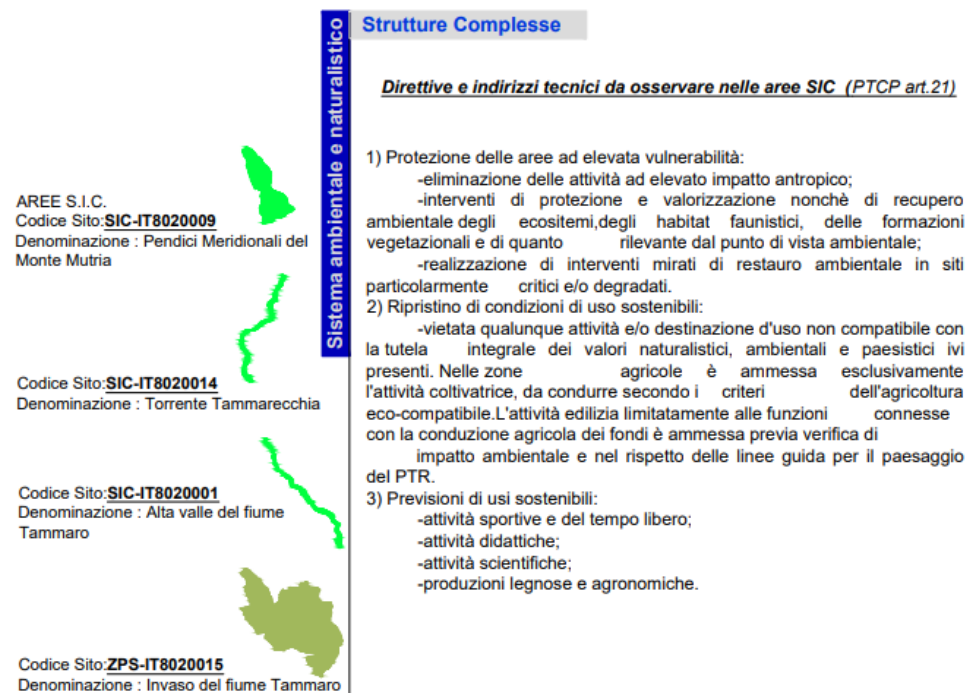 Sistema ambientale e naturalistico
Strutture Complesse
Direttive e indirizzi tecnici da osservare nelle aree SIC (PTCP art.21)
AREE S.I.C.
Codice Sito:SIC-IT8020009
Denominazione : Pendici Meridionali del
Monte Mutria
Codice Sito:SIC-IT8020014
Denominazione : Torrente Tammarecchia
Codice Sito:SIC-IT8020001
Denominazione : Alta valle del fiume
Tammaro
Codice Sito:ZPS-IT8020015
Denominazione : Invaso del fiume Tammaro
1) Protezione delle aree ad elevata vulnerabilità:
-eliminazione delle attività ad elevato impatto antropico;
-interventi di protezione e valorizzazione nonchè di recupero
ambientale degli ecositemi,degli habitat faunistici, delle formazioni
vegetazionali e di quanto rilevante dal punto di vista ambientale;
-realizzazione di interventi mirati di restauro ambientale in siti
particolarmente critici e/o degradati.
2) Ripristino di condizioni di uso sostenibili:
-vietata qualunque attività e/o destinazione d'uso non compatibile con
la tutela integrale dei valori naturalistici, ambientali e paesistici ivi
presenti. Nelle zone agricole è ammessa esclusivamente
l'attività coltivatrice, da condurre secondo i criteri dell'agricoltura
eco-compatibile.L'attività edilizia limitatamente alle funzioni connesse
con la conduzione agricola dei fondi è ammessa previa verifica di
impatto ambientale e nel rispetto delle linee guida per il paesaggio
del PTR.
3) Previsioni di usi sostenibili:
-attività sportive e del tempo libero;
-attività didattiche;
-attività scientifiche;
-produzioni legnose e agronomiche.